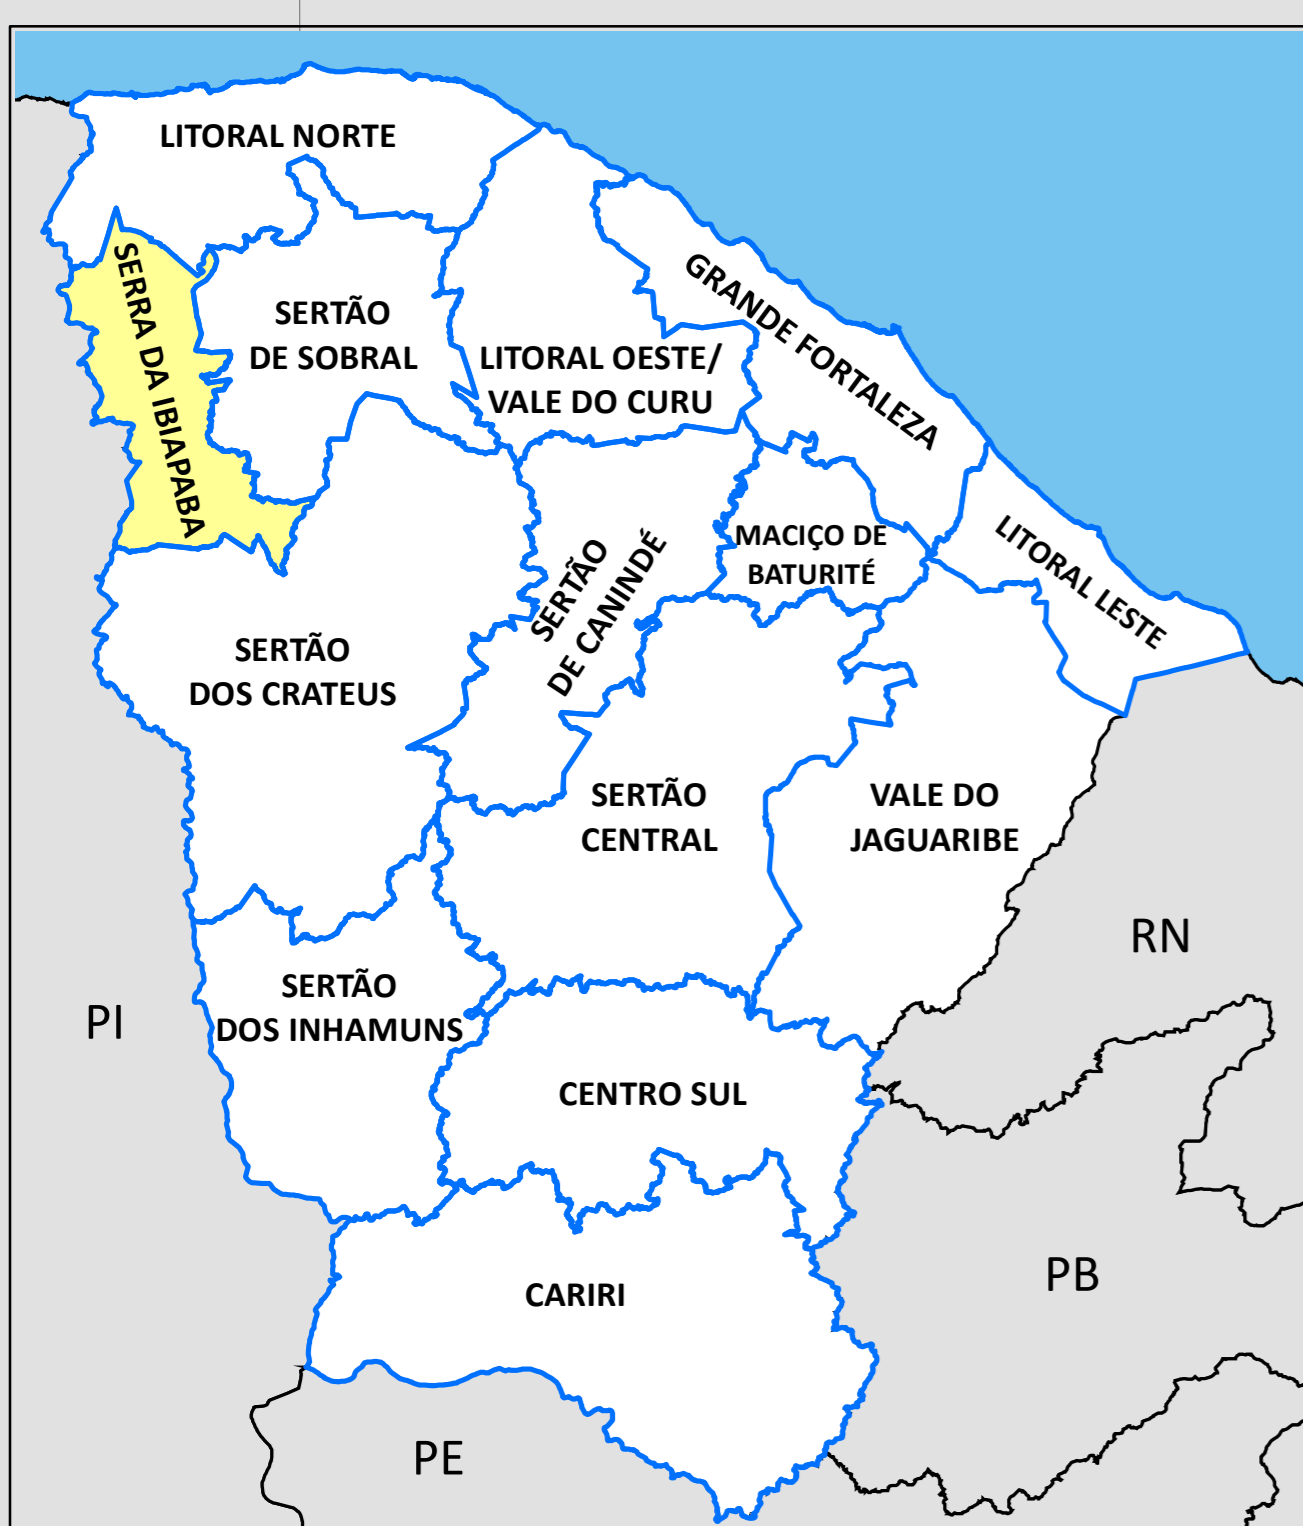 LITORAL NORTE
SERRA DA IBIAPABA
SERTÃO
DE SOBRAL
LITORAL OESTE/
VALE DO CURU
GRANDE FORTALEZA
MACIÇO DE
BATURITÉ
LITORAL LESTE
SERTÃO
DE CANINDÉ
SERTÃO
DOS CRATEUS
SERTÃO
CENTRAL
VALE DO
JAGUARIBE
RN
SERTÃO
DOS INHAMUNS
PI
CENTRO SUL
PB
CARIRI
PE